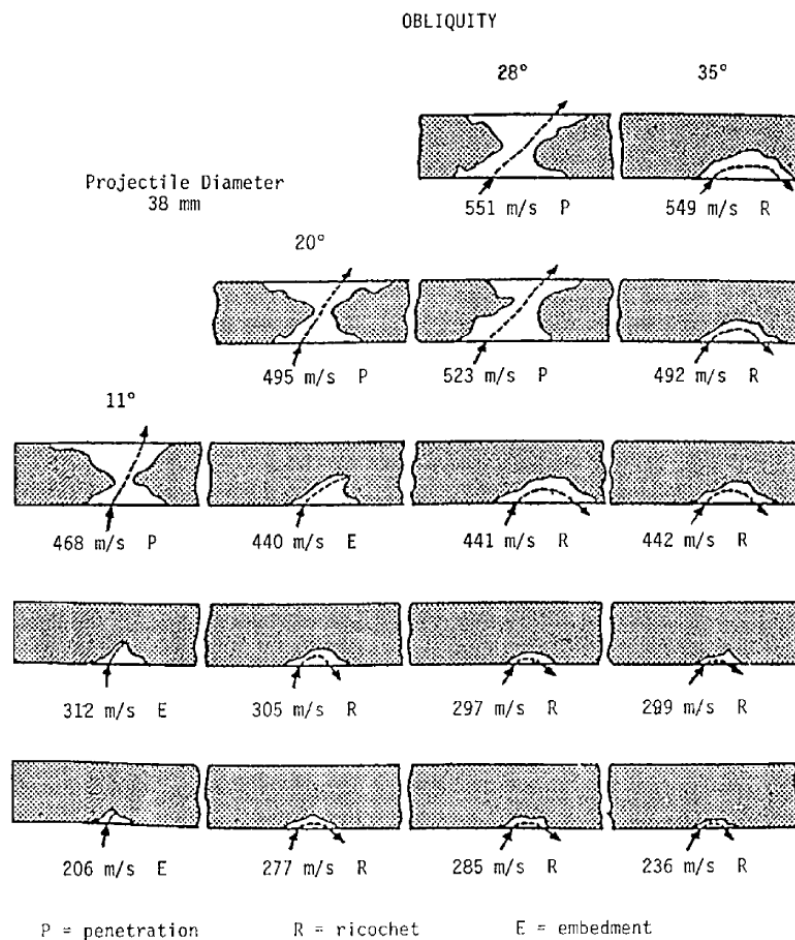 OBLIQUITY
28° 35°
551 m/s P 549 m/s R
Projectile Diameter
38 mm
20°
495 m/s P 523 m/s P 492 m/s R
11°
468 m/s P 440 m/s E 441 m/s R 442 m/s R
312 m/s E 305 m/s R 297 m/s R 299 m/s R
206 m/s E 277 m/s R 285 m/s R 236 m/s R
P = penetration R = ricochet E = embedment